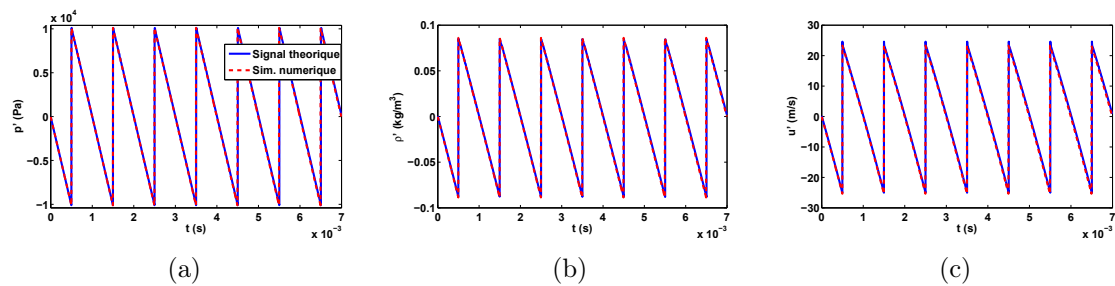 x 10⁴
1
0.5
0
−0.5
−1
p' (Pa)
Signal theorique
Sim. numerique
0 1 2 3 4 5 6 7
t (s)
x 10⁻³
(a)
0.1
0.05
0
−0.05
−0.1
ρ' (kg/m³)
0 1 2 3 4 5 6 7
t (s)
x 10⁻³
(b)
30
20
10
0
−10
−20
−30
u' (m/s)
0 1 2 3 4 5 6 7
t (s)
x 10⁻³
(c)